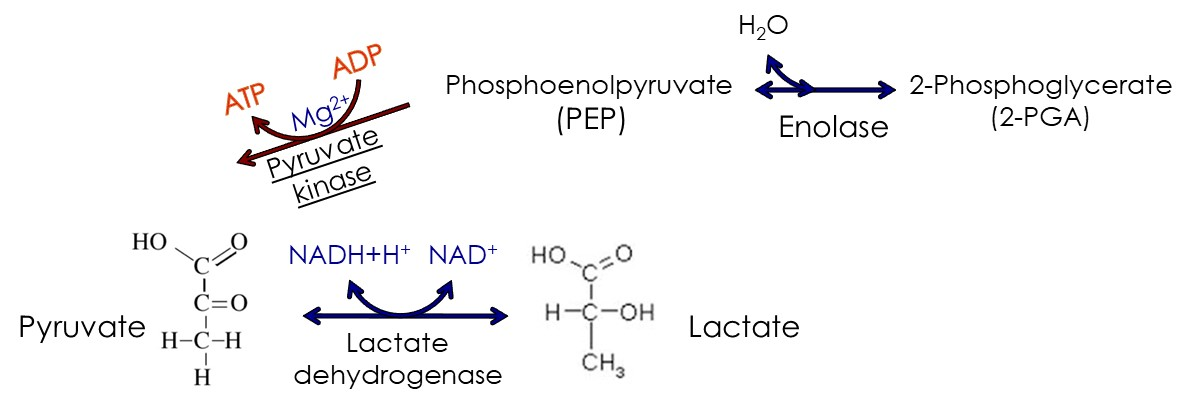 H₂O
ADP
ATP
Mg²⁺
Pyruvate
kinase
Phosphoenolpyruvate
(PEP)
Enolase
2-Phosphoglycerate
(2-PGA)
Pyruvate
HO
O
C
C=O
H-C-H
H
NADH+H⁺ NAD⁺
Lactate
dehydrogenase
HO
O
C
H-C-OH
CH₃
Lactate